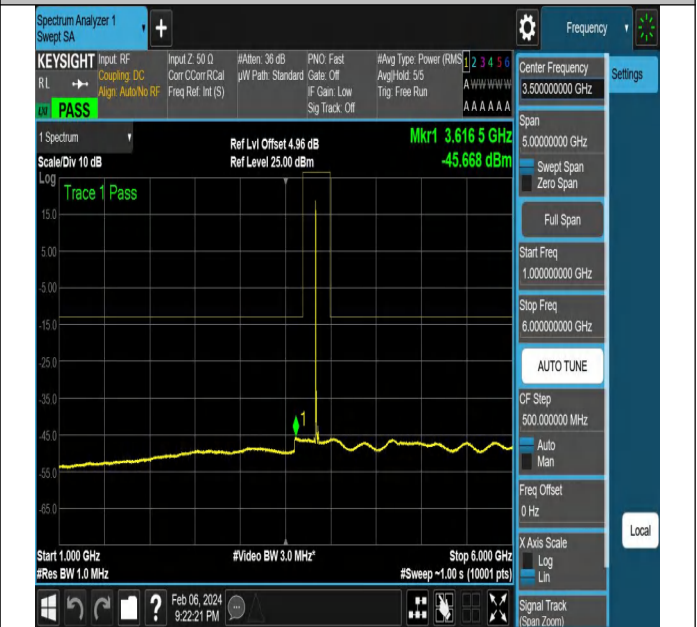 Spectrum Analyzer 1
Swept SA
Frequency
KEYSIGHT
RL
PASS
Input: RF
Coupling: DC
Align: Auto/No RF
Input Z: 50 Ω
Corr CCorr RCal
Freq Ref: Int (S)
#Atten: 36 dB
µW Path: Standard
PNO: Fast
Gate: Off
IF Gain: Low
Sig Track: Off
#Avg Type: Power (RMS
Avg|Hold: 5/5
Trig: Free Run
1 2 3 4 5 6
A W W W W W
A A A A A A
1 Spectrum
Scale/Div 10 dB
Log
Ref Lvl Offset 4.96 dB
Ref Level 25.00 dBm
Mkr1 3.616 5 GHz
-45.668 dBm
Trace 1 Pass
15.0
5.00
-5.00
-15.0
-25.0
-35.0
-45.0
-55.0
-65.0
1
Start 1.000 GHz
#Res BW 1.0 MHz
#Video BW 3.0 MHz*
Stop 6.000 GHz
#Sweep ~1.00 s (10001 pts)
Feb 06, 2024
9:22:21 PM
Center Frequency
3.500000000 GHz
Settings
Span
5.00000000 GHz
Swept Span
Zero Span
Full Span
Start Freq
1.000000000 GHz
Stop Freq
6.000000000 GHz
AUTO TUNE
CF Step
500.000000 MHz
Auto
Man
Freq Offset
0 Hz
X Axis Scale
Log
Lin
Local
Signal Track
(Span Zoom)